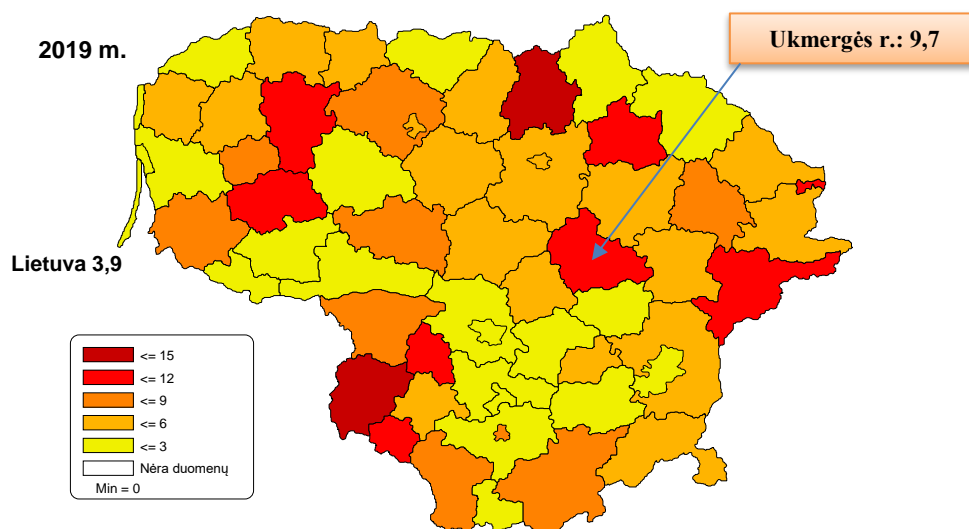 2019 m.
Ukmergės r.: 9,7
Lietuva 3,9
<= 15
<= 12
<= 9
<= 6
<= 3
Nėra duomenų
Min = 0